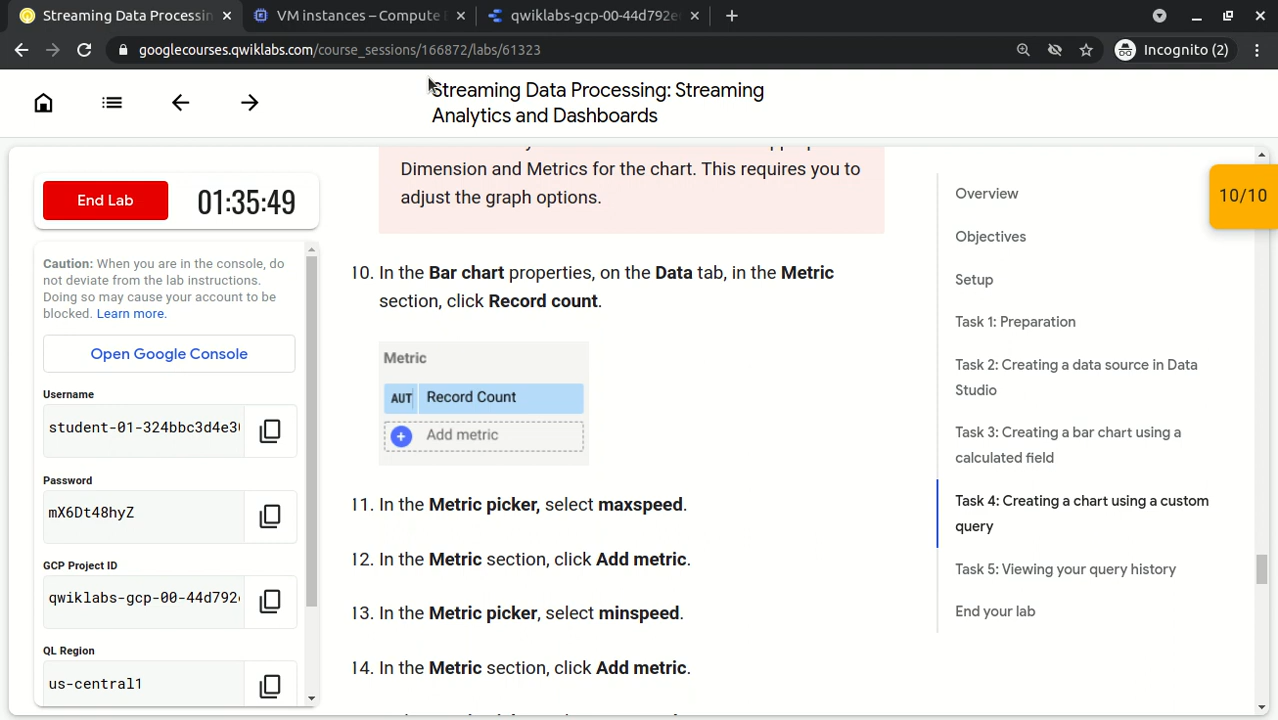 Streaming Data Processin
VM instances – Compute
qwiklabs-gcp-00-44d792e
googlecourses.qwiklabs.com/course_sessions/166872/labs/61323
Incognito (2)
Streaming Data Processing: Streaming
Analytics and Dashboards
End Lab
01:35:49
Caution: When you are in the console, do
not deviate from the lab instructions.
Doing so may cause your account to be
blocked. Learn more.
Open Google Console
Username
student-01-324bbc3d4e3
Password
mX6Dt48hyZ
GCP Project ID
qwiklabs-gcp-00-44d792
QL Region
us-central1
Dimension and Metrics for the chart. This requires you to
adjust the graph options.
10. In the Bar chart properties, on the Data tab, in the Metric
section, click Record count.
Metric
AUT Record Count
Add metric
11. In the Metric picker, select maxspeed.
12. In the Metric section, click Add metric.
13. In the Metric picker, select minspeed.
14. In the Metric section, click Add metric.
10/10
Overview
Objectives
Setup
Task 1: Preparation
Task 2: Creating a data source in Data
Studio
Task 3: Creating a bar chart using a
calculated field
Task 4: Creating a chart using a custom
query
Task 5: Viewing your query history
End your lab